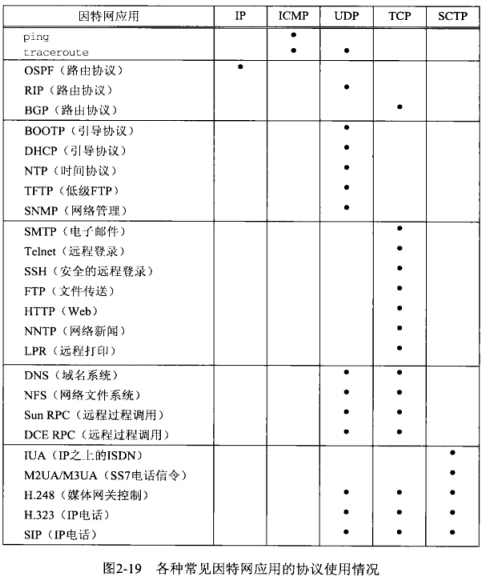 因特网应用 IP ICMP UDP TCP SCTP
ping •
traceroute • •
OSPF（路由协议） •
RIP（路由协议） •
BGP（路由协议） •
BOOTP（引导协议） •
DHCP（引导协议） •
NTP（时间协议） •
TFTP（低级FTP） •
SNMP（网络管理） •
SMTP（电子邮件） •
Telnet（远程登录） •
SSH（安全的远程登录） •
FTP（文件传送） •
HTTP（Web） •
NNTP（网络新闻） •
LPR（远程打印） •
DNS（域名系统） • •
NFS（网络文件系统） • •
Sun RPC（远程过程调用） • •
DCE RPC（远程过程调用） • •
IUA（IP之上的ISDN） •
M2UA/M3UA（SS7电话信令） •
H.248（媒体网关控制） • • •
H.323（IP电话） • • •
SIP（IP电话） • • •
图2-19 各种常见因特网应用的协议使用情况